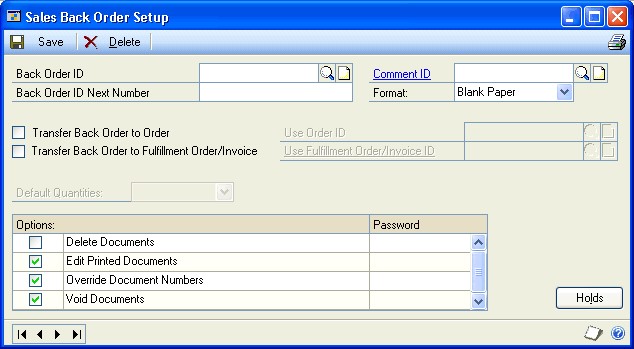 Sales Back Order Setup
Save Delete
Back Order ID Comment ID
Back Order ID Next Number Format: Blank Paper
Transfer Back Order to Order Use Order ID
Transfer Back Order to Fulfillment Order/Invoice Use Fulfillment Order/Invoice ID
Default Quantities:
Options: Password
Delete Documents
Edit Printed Documents
Override Document Numbers
Void Documents
Holds